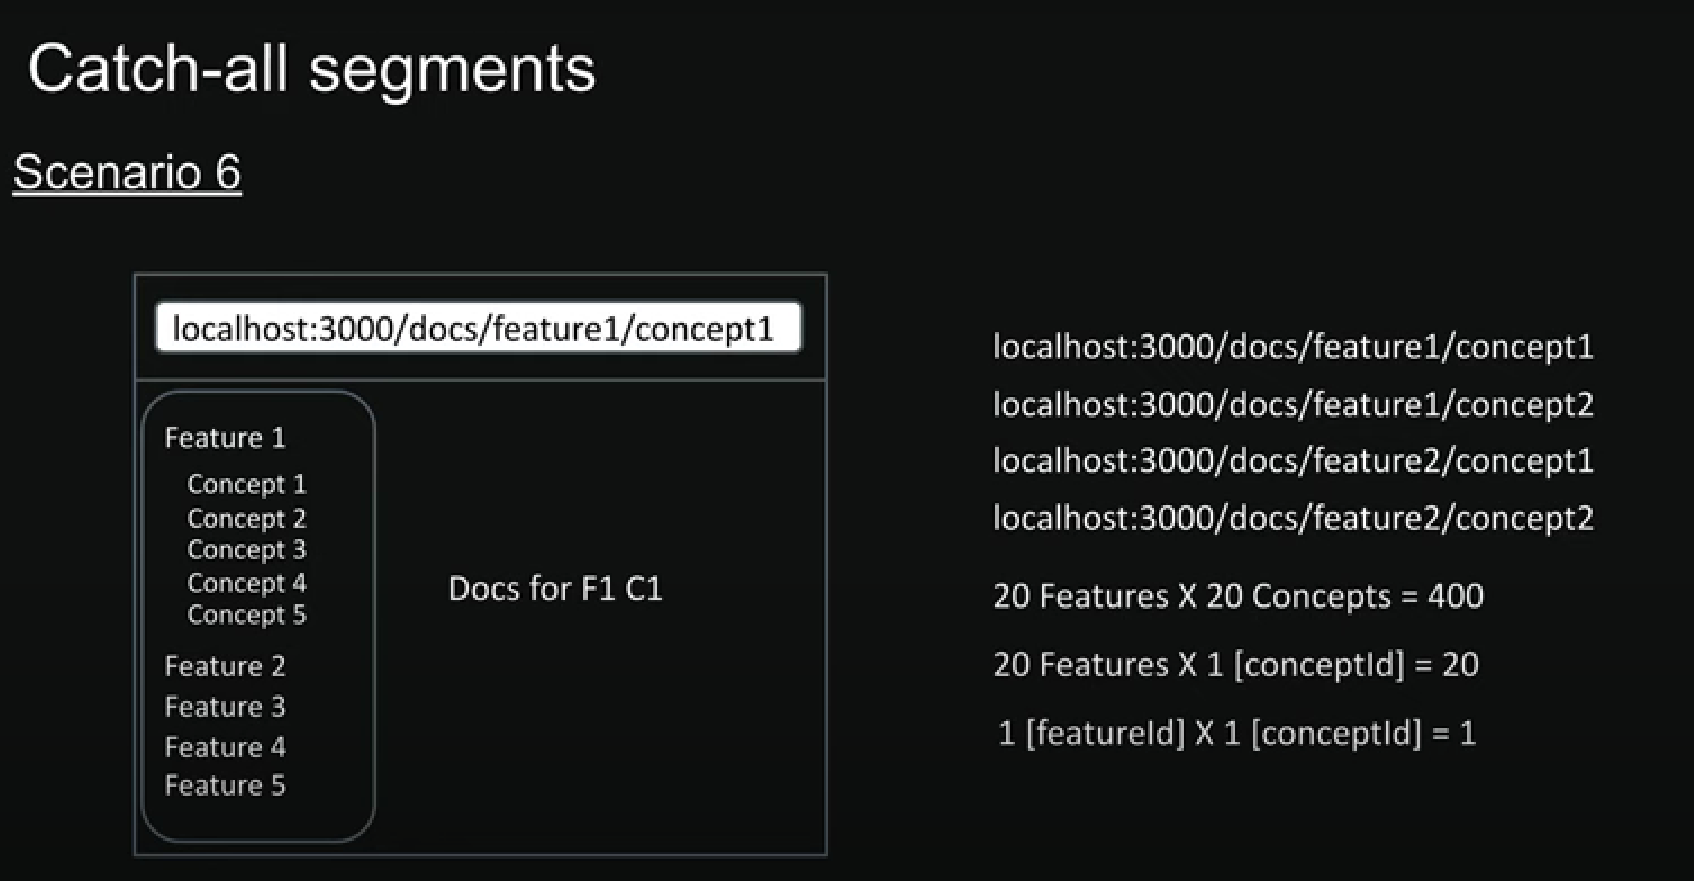 Catch-all segments
Scenario 6
localhost:3000/docs/feature1/concept1
Feature 1
Concept 1
Concept 2
Concept 3
Concept 4
Concept 5
Feature 2
Feature 3
Feature 4
Feature 5
Docs for F1 C1
localhost:3000/docs/feature1/concept1
localhost:3000/docs/feature1/concept2
localhost:3000/docs/feature2/concept1
localhost:3000/docs/feature2/concept2
20 Features X 20 Concepts = 400
20 Features X 1 [conceptId] = 20
1 [featureId] X 1 [conceptId] = 1